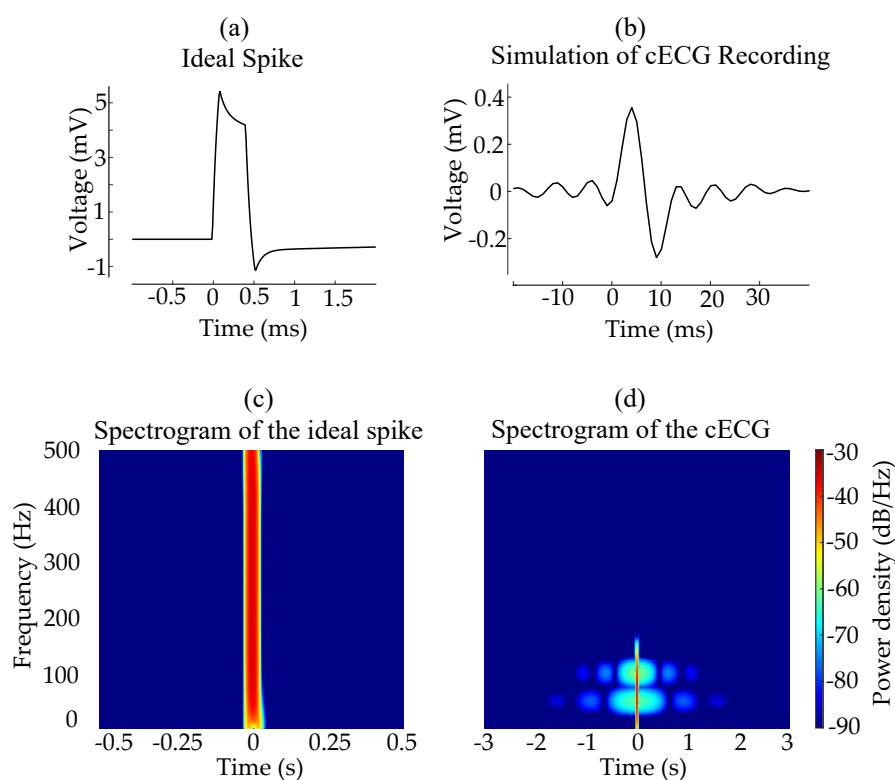 (a)
Ideal Spike
Voltage (mV)
5
3
1
-1
-0.5 0 0.5 1 1.5
Time (ms)
(b)
Simulation of cECG Recording
Voltage (mV)
0.4
0.2
0
-0.2
-10 0 10 20 30
Time (ms)
(c)
Spectrogram of the ideal spike
Frequency (Hz)
500
400
300
200
100
0
-0.5 -0.25 0 0.25 0.5
Time (s)
(d)
Spectrogram of the cECG
-3 -2 -1 0 1 2 3
Time (s)
-30
-40
-50
-60
-70
-80
-90
Power density (dB/Hz)